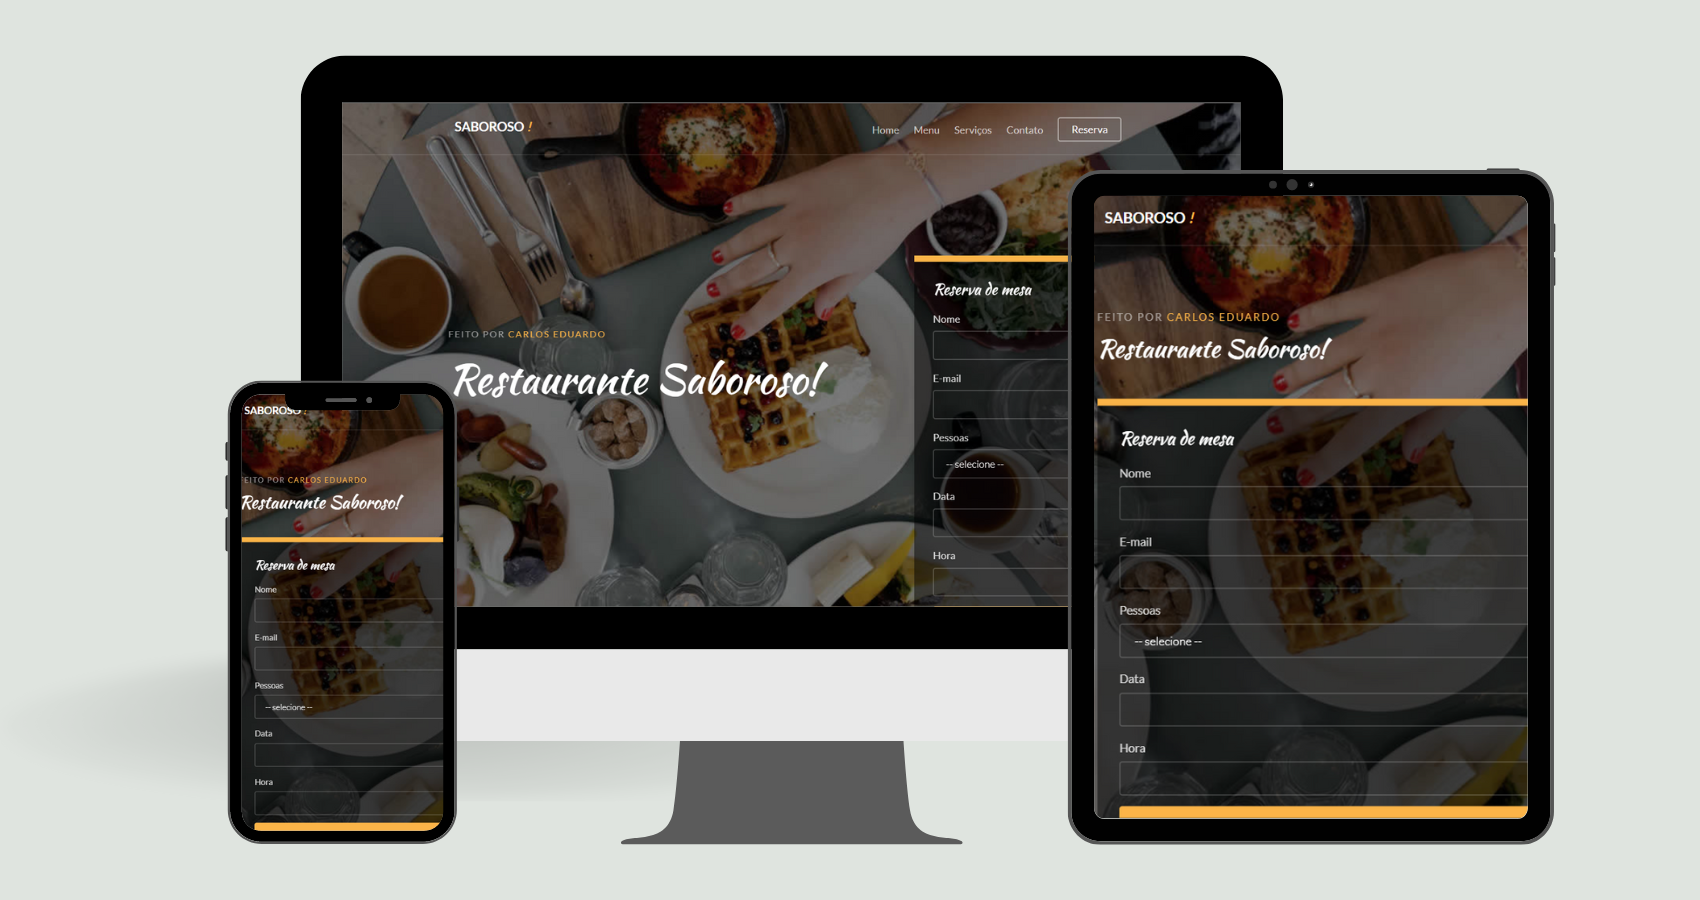 SABOROSO !
Home Menu Serviços Contato Reserva
FEITO POR CARLOS EDUARDO
Restaurante Saboroso!
Reserva de mesa
Nome
E-mail
Pessoas
-- selecione --
Data
Hora
SABOROSO !
FEITO POR CARLOS EDUARDO
Restaurante Saboroso!
Reserva de mesa
Nome
E-mail
Pessoas
-- selecione --
Data
Hora
SABOROSO !
EITO POR CARLOS EDUARDO
Restaurante Saboroso!
Reserva de mesa
Nome
E-mail
Pessoas
-- selecione --
Data
Hora